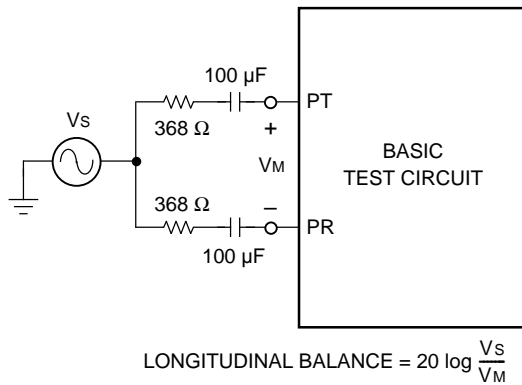 100 µF
VS
368 Ω
PT
+
VM
BASIC
TEST CIRCUIT
368 Ω
–
PR
100 µF
LONGITUDINAL BALANCE = 20 log VS/VM